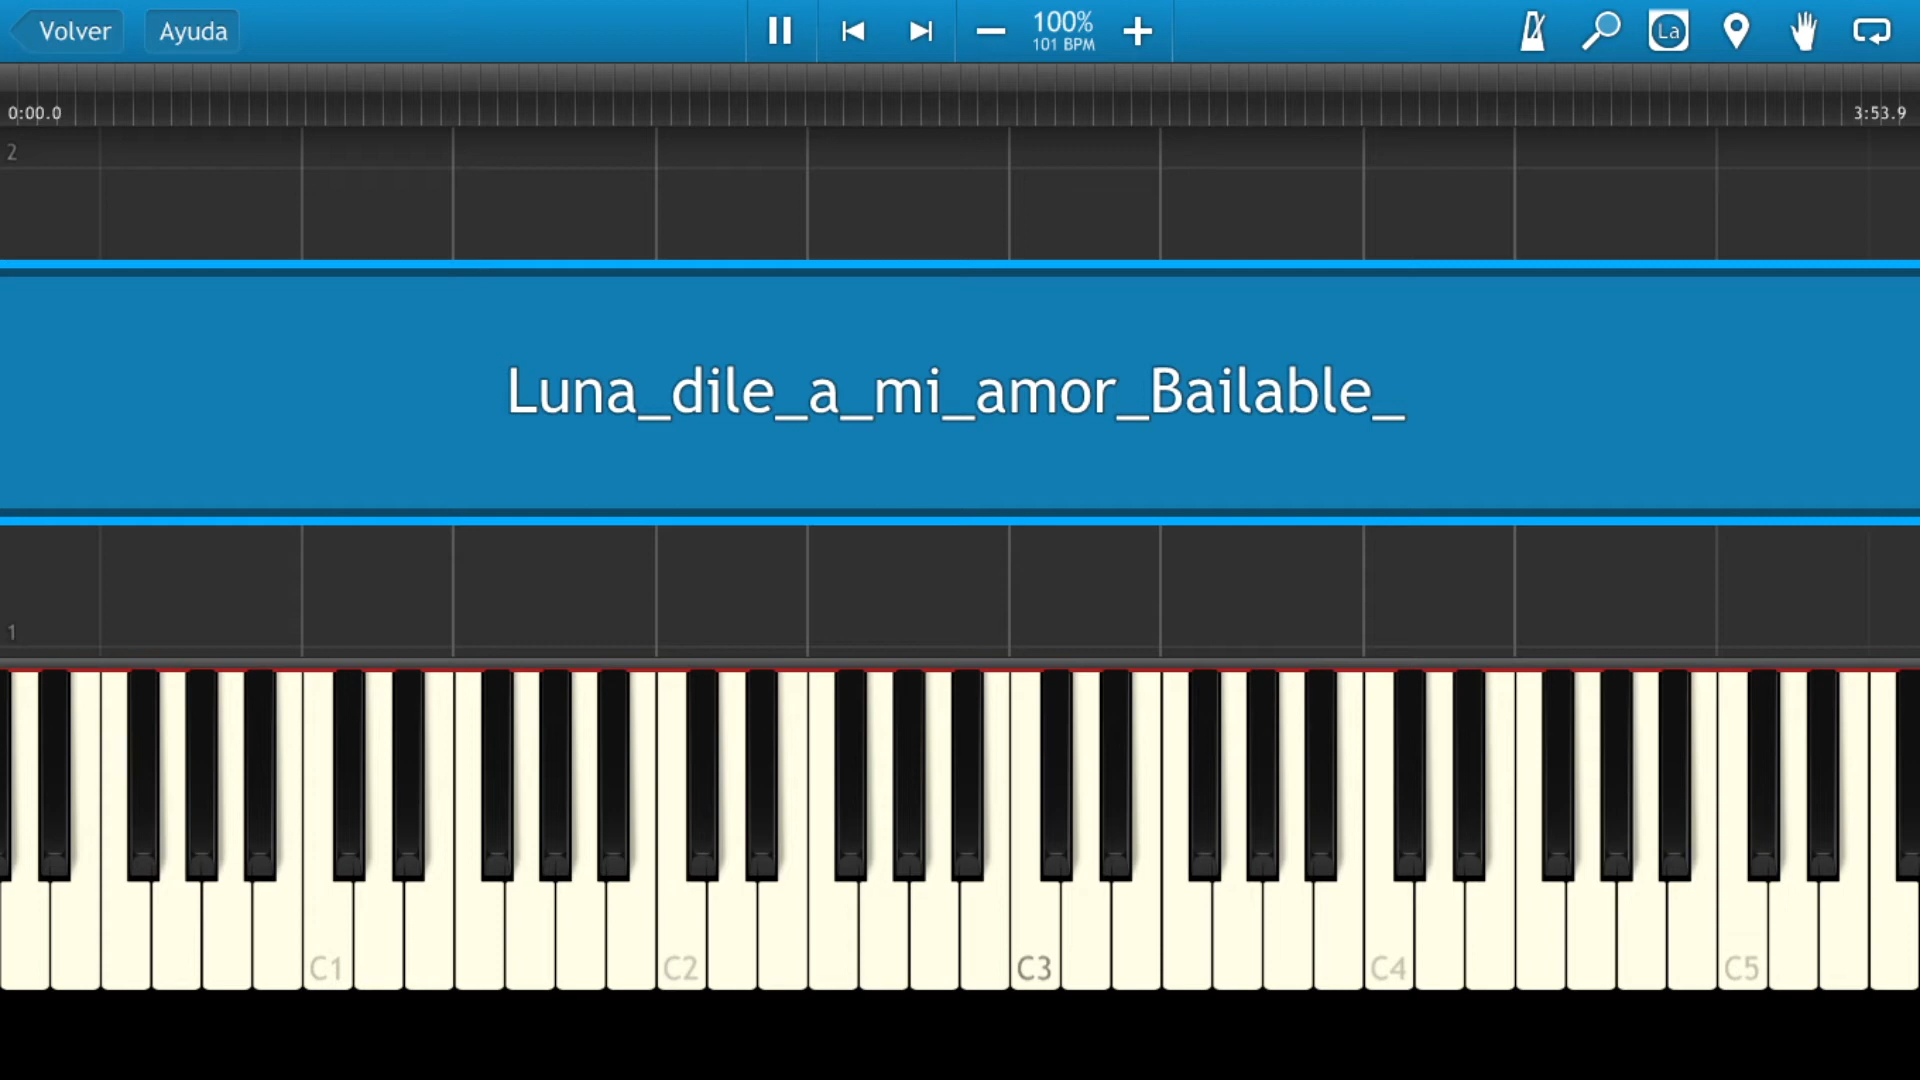 Volver
Ayuda
100%
101 BPM
La
0:00.0
3:53.9
2
Luna_dile_a_mi_amor_Bailable_
1
C1
C2
C3
C4
C5